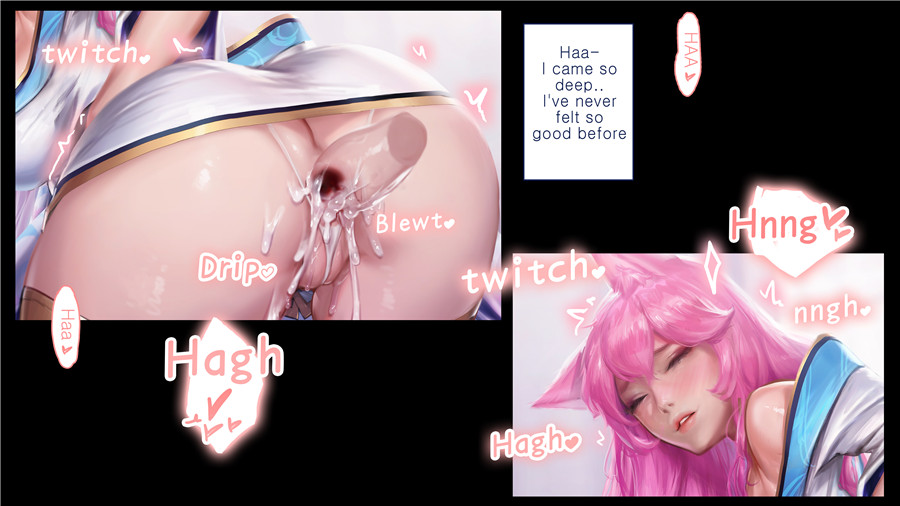 twitch
Haa-
I came so
deep..
I've never
felt so
good before
HAA
Blewt
Drip
Haa
Hagh
Hnng
twitch
nngh
Hagh